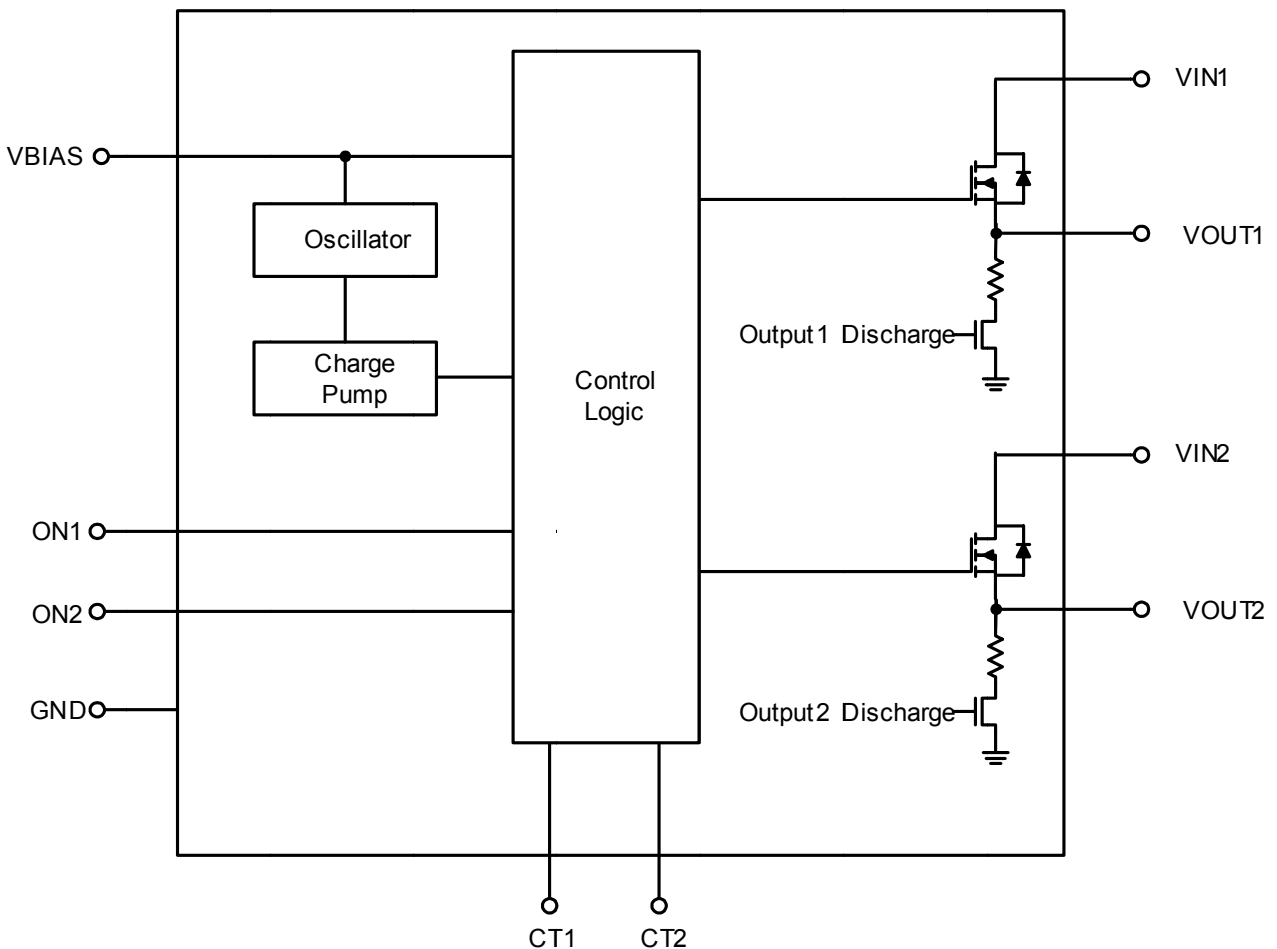 VIN1
VBIAS
Oscillator
VOUT1
Output1 Discharge
Charge
Pump
Control
Logic
VIN2
ON1
ON2
VOUT2
GND
Output2 Discharge
CT1
CT2